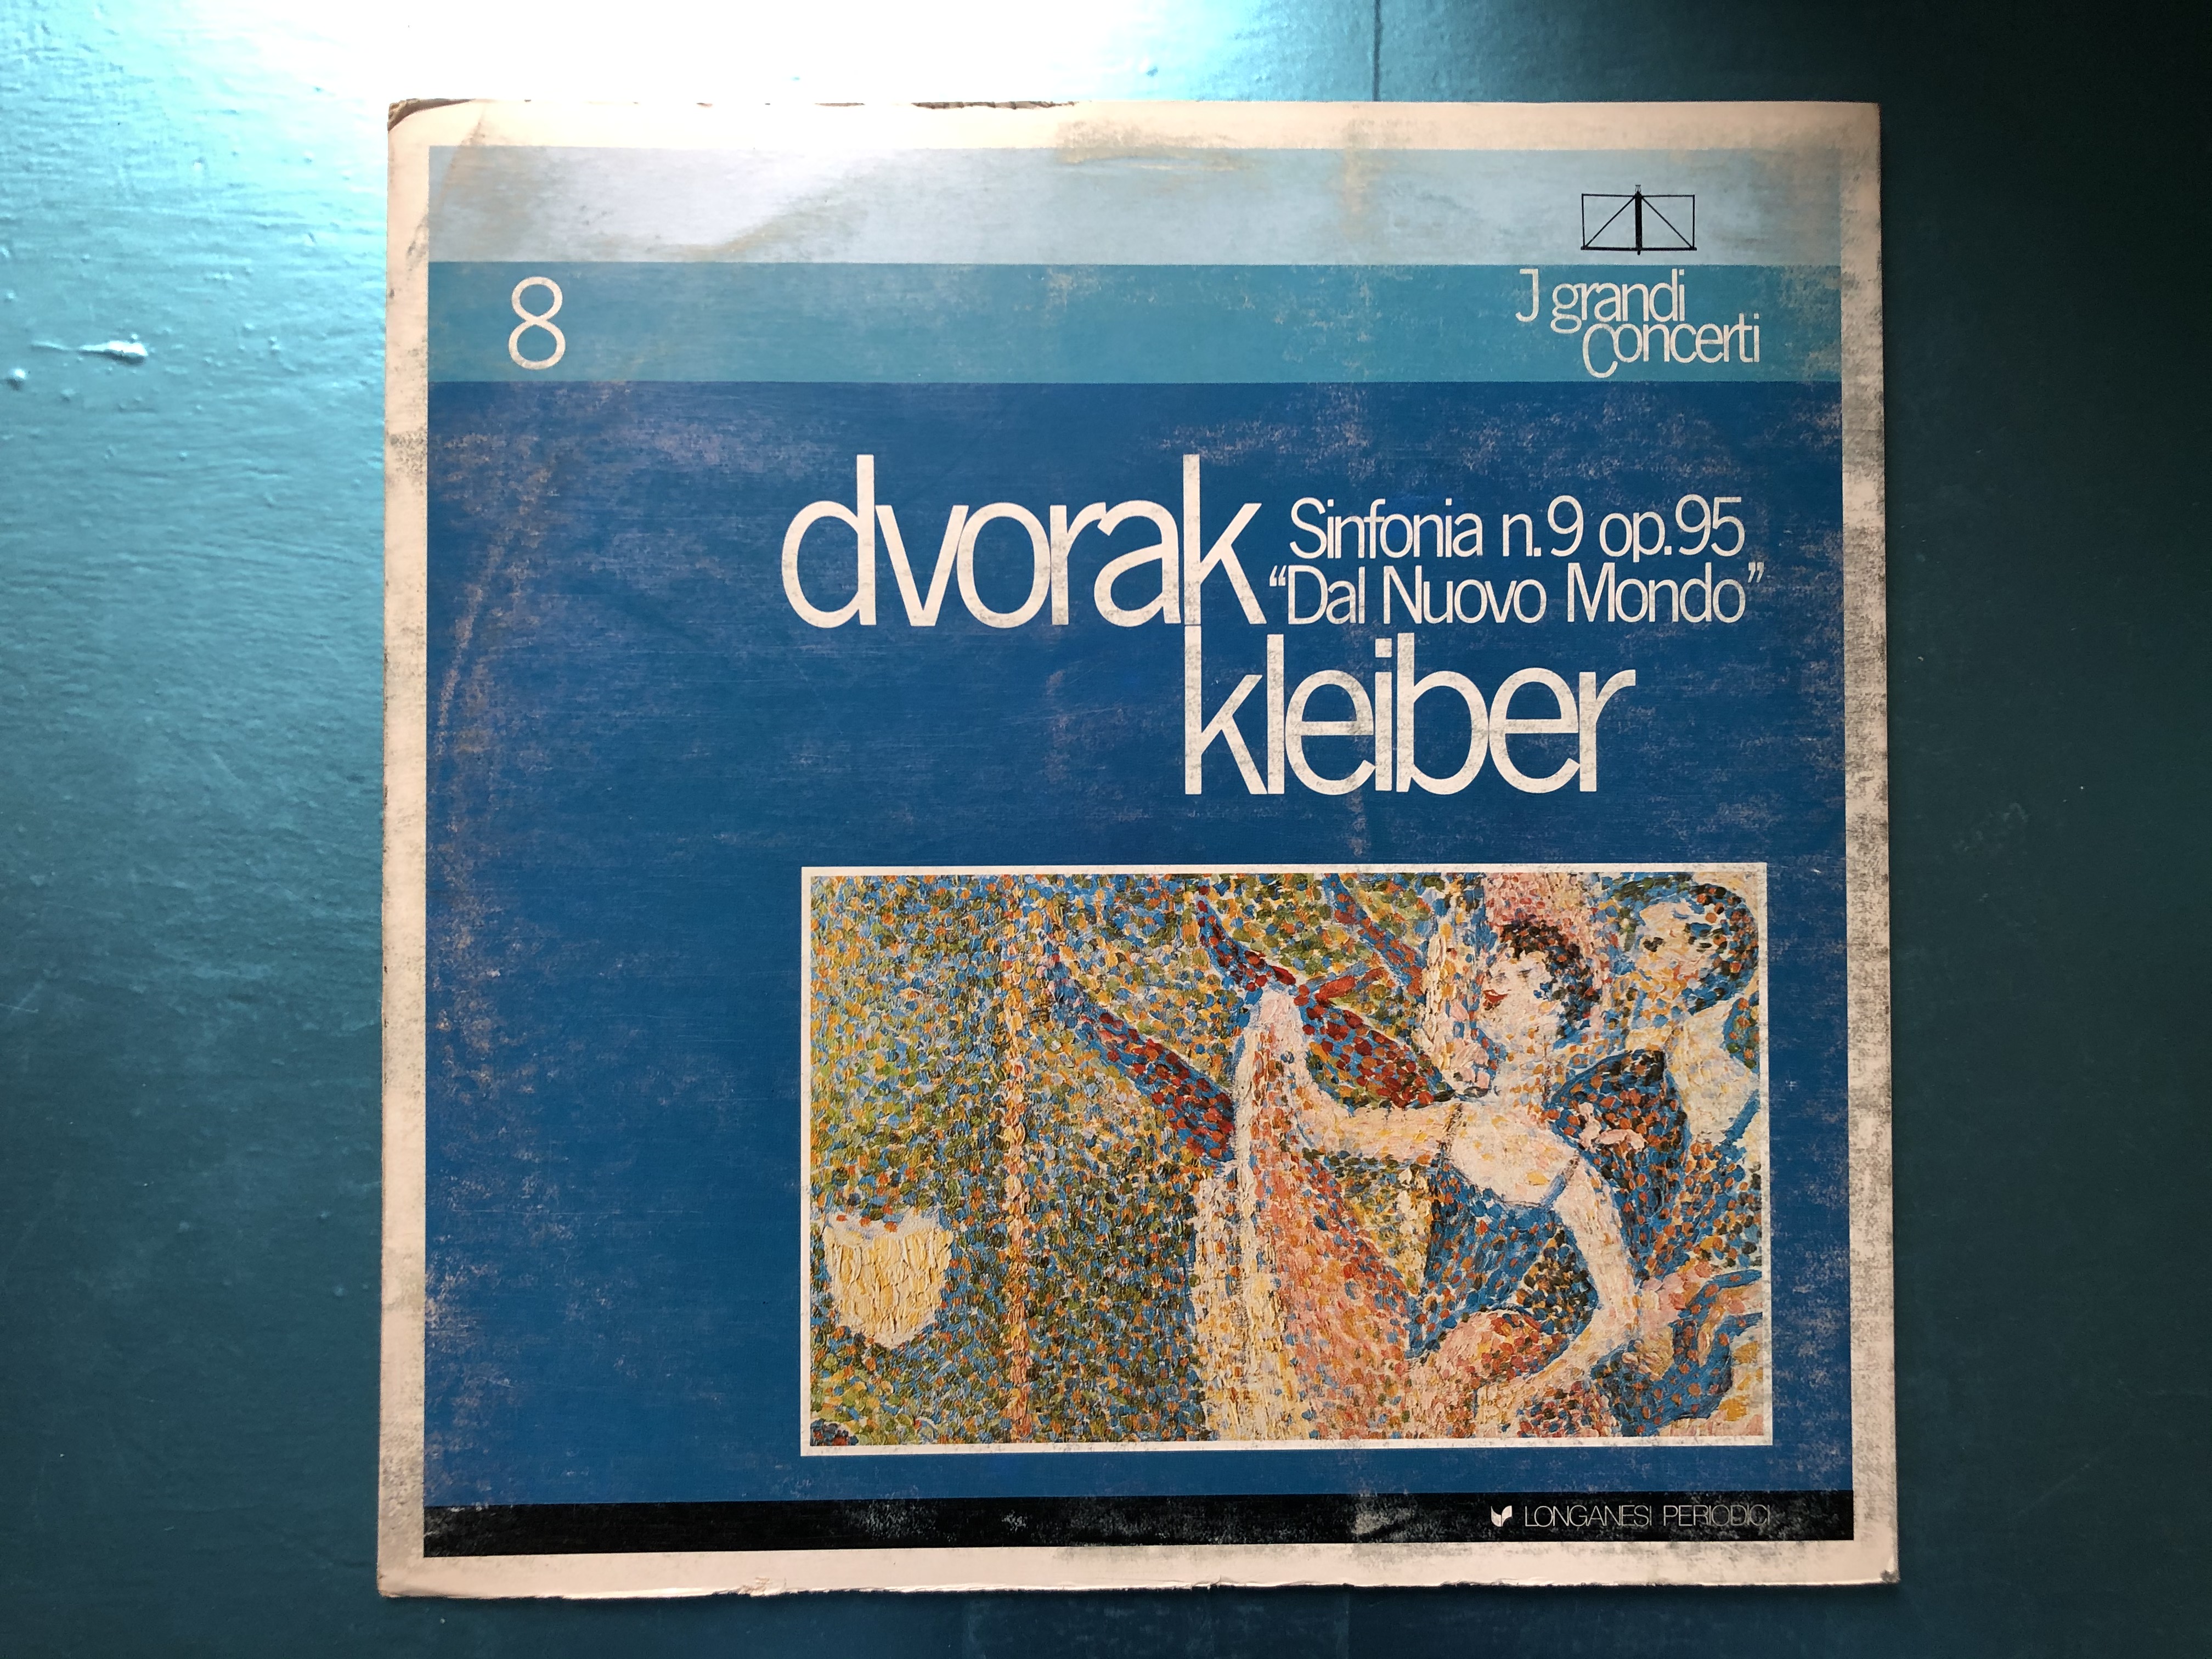 8
I grandi
concerti
dvorak
Sinfonia n.9 op.95
“Dal Nuovo Mondo”
kleiber
LONGANESI PERIODICI